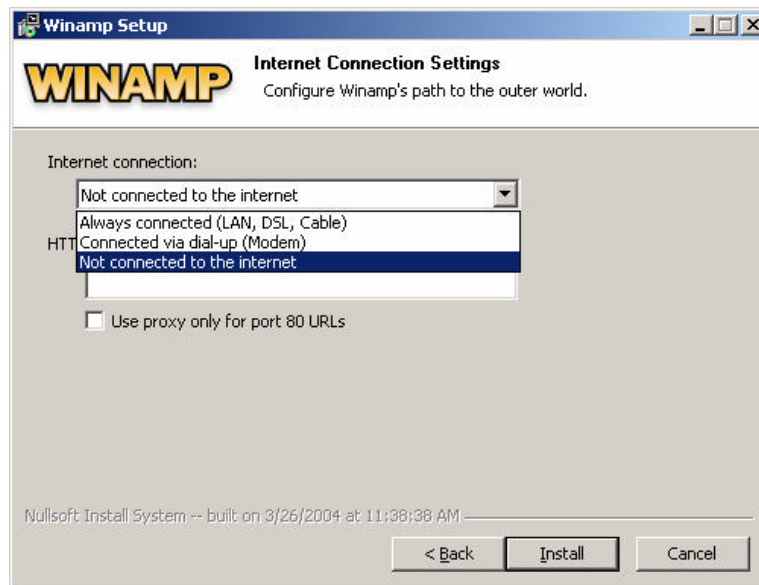 Winamp Setup
WINAMP
Internet Connection Settings
Configure Winamp's path to the outer world.
Internet connection:
Not connected to the internet
Always connected (LAN, DSL, Cable)
Connected via dial-up (Modem)
Not connected to the internet
Use proxy only for port 80 URLs
Nullsoft Install System -- built on 3/26/2004 at 11:38:38 AM
< Back
Install
Cancel